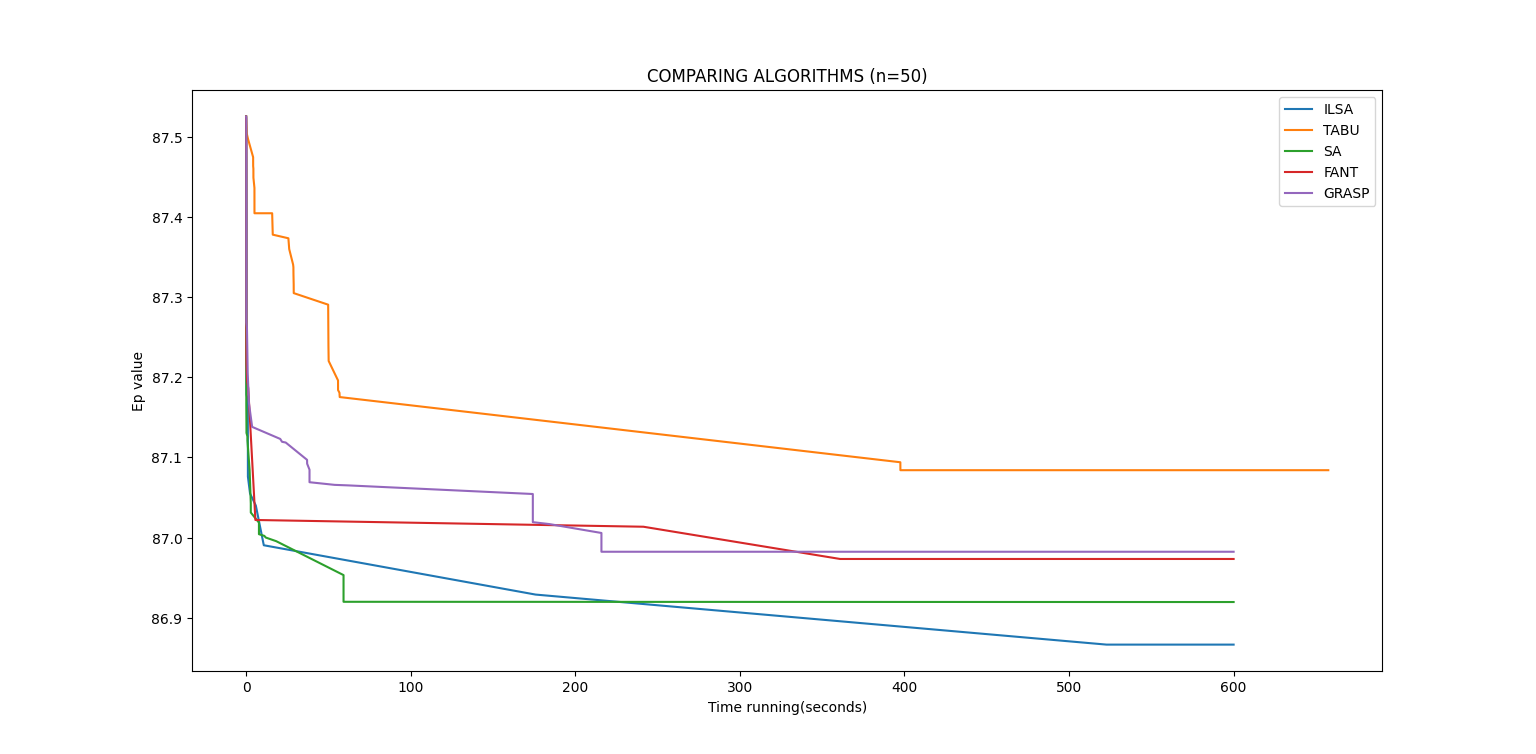 COMPARING ALGORITHMS (n=50)
ILSA
TABU
SA
FANT
GRASP
87.5
87.4
87.3
87.2
87.1
87.0
86.9
Ep value
0 100 200 300 400 500 600
Time running(seconds)